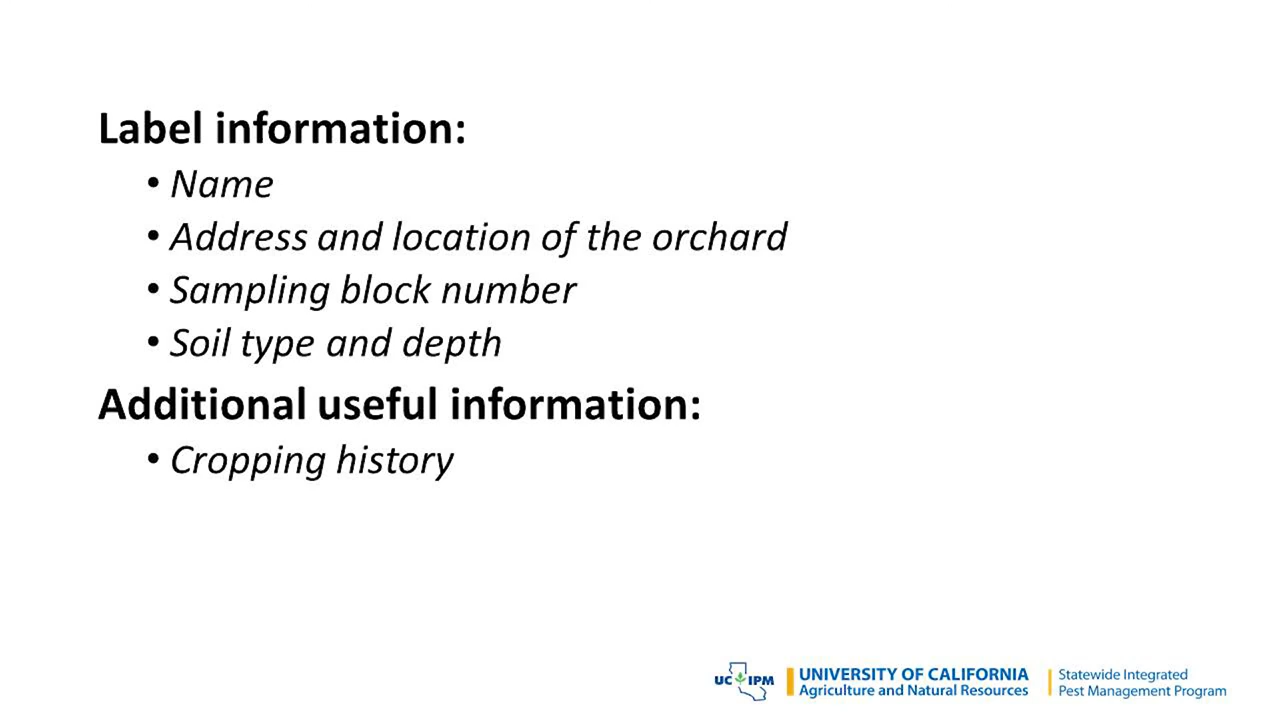 Label information:
• Name
• Address and location of the orchard
• Sampling block number
• Soil type and depth
Additional useful information:
• Cropping history
UC IPM
UNIVERSITY OF CALIFORNIA
Agriculture and Natural Resources
Statewide Integrated
Pest Management Program